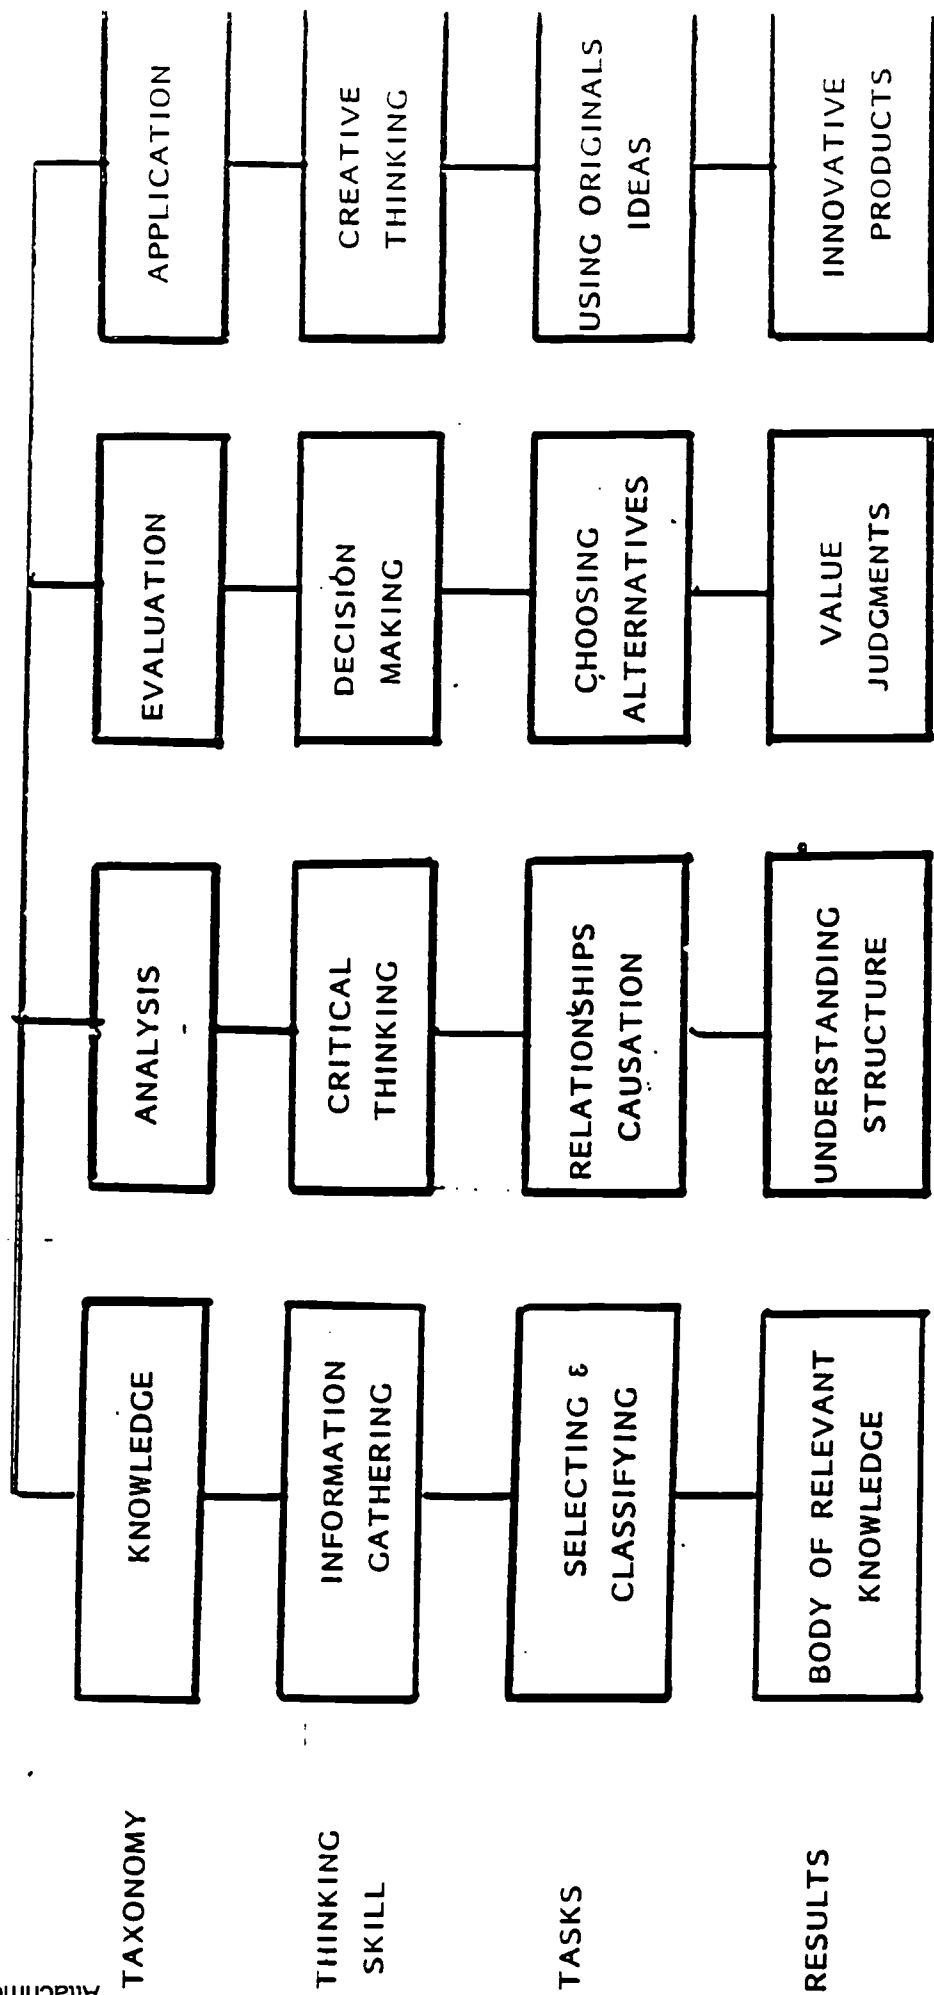 TAXONOMY
KNOWLEDGE
ANALYSIS
EVALUATION
APPLICATION
THINKING
SKILL
INFORMATION
GATHERING
CRITICAL
THINKING
DECISION
MAKING
CREATIVE
THINKING
TASKS
SELECTING &
CLASSIFYING
RELATIONSHIPS
CAUSATION
CHOOSING
ALTERNATIVES
USING ORIGINALS
IDEAS
RESULTS
BODY OF RELEVANT
KNOWLEDGE
UNDERSTANDING
STRUCTURE
VALUE
JUDGMENTS
INNOVATIVE
PRODUCTS